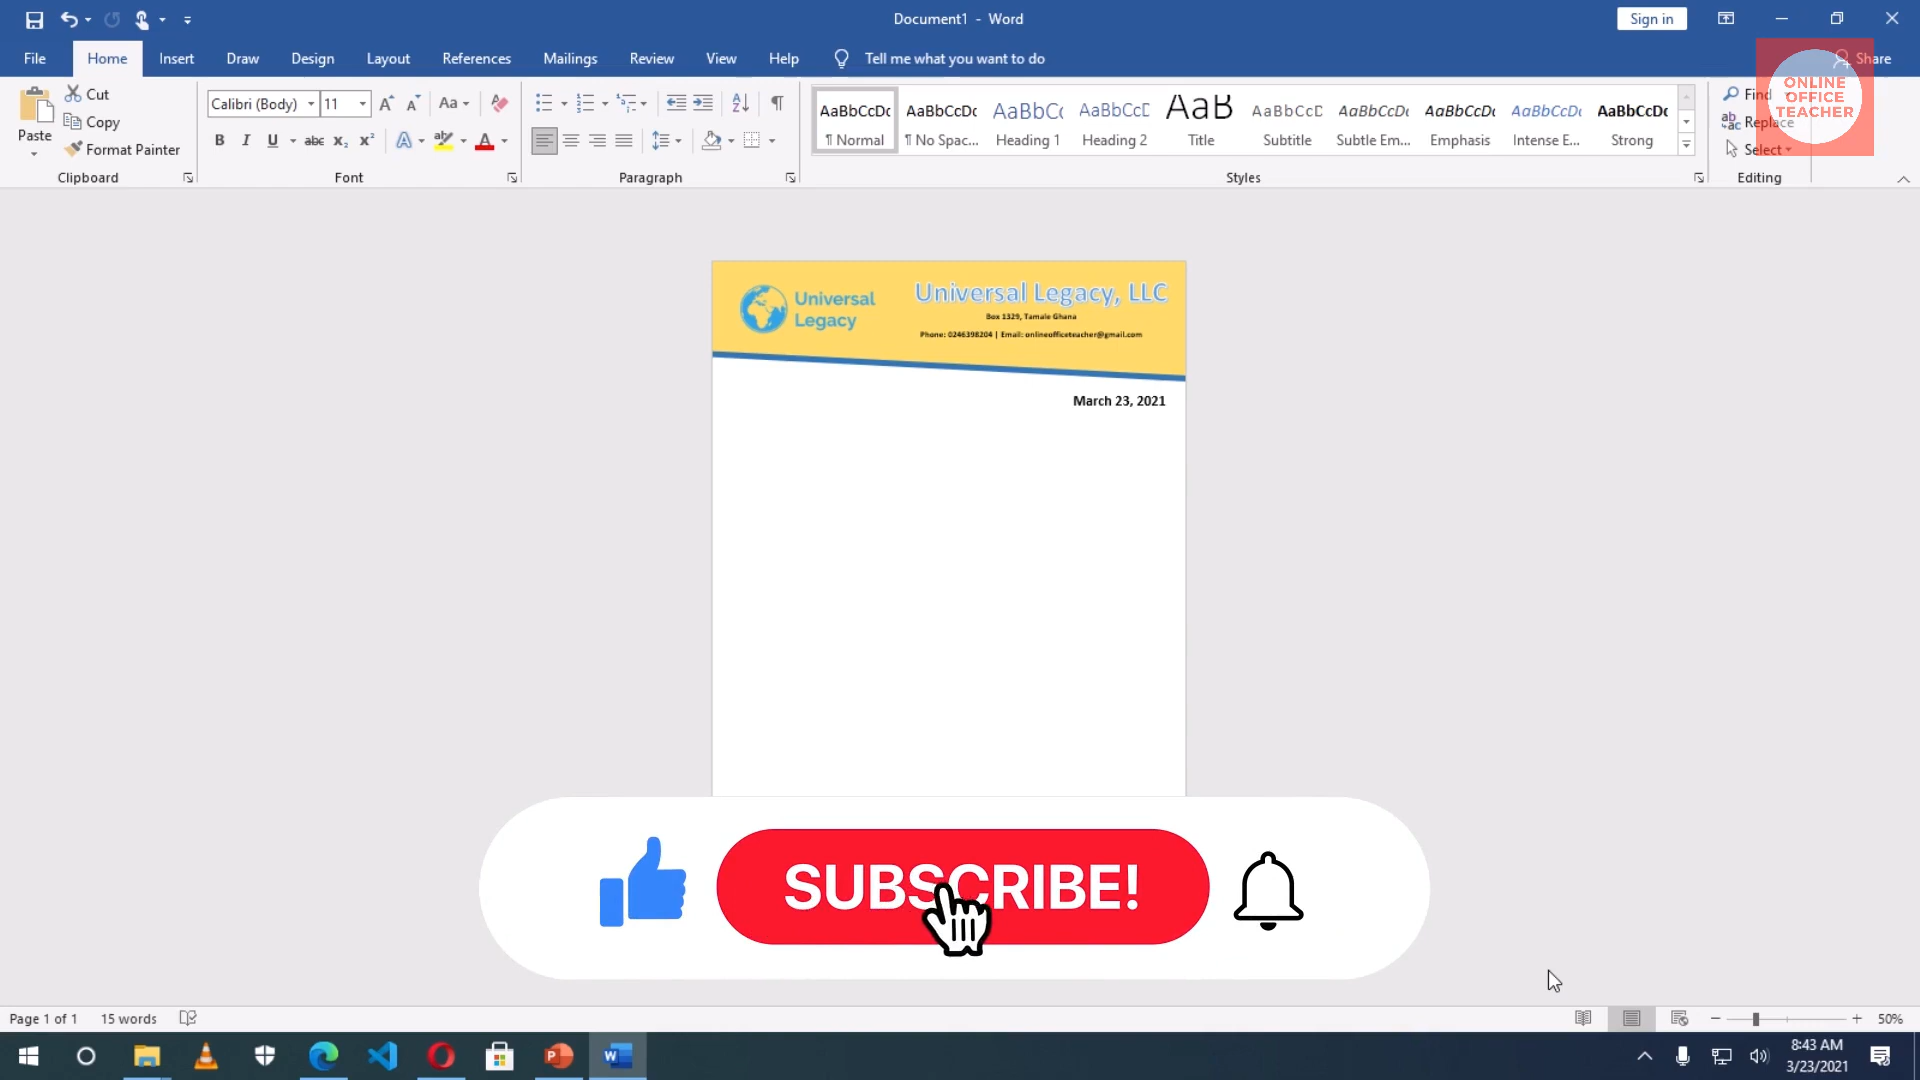 Document1 - Word
Sign in
File Home Insert Draw Design Layout References Mailings Review View Help Tell me what you want to do Share
ONLINE
OFFICE
TEACHER
Paste
Cut
Copy
Format Painter
Clipboard
Calibri (Body) 11
Aa
B I U abc x₂ x²
Font
Paragraph
AaBbCcDc AaBbCcDc AaBbC( AaBbCcE AaB AaBbCcD AaBbCcDc AaBbCcDc AaBbCcDc AaBbCcDc
¶ Normal ¶ No Spac... Heading 1 Heading 2 Title Subtitle Subtle Em... Emphasis Intense E... Strong
Styles
Find
Replace
Select
Editing
Universal
Legacy
Universal Legacy, LLC
Box 1329, Tamale Ghana
Phone: 0246398204 | Email: onlineofficeteacher@gmail.com
March 23, 2021
SUBSCRIBE!
Page 1 of 1 15 words
50%
8:43 AM
3/23/2021